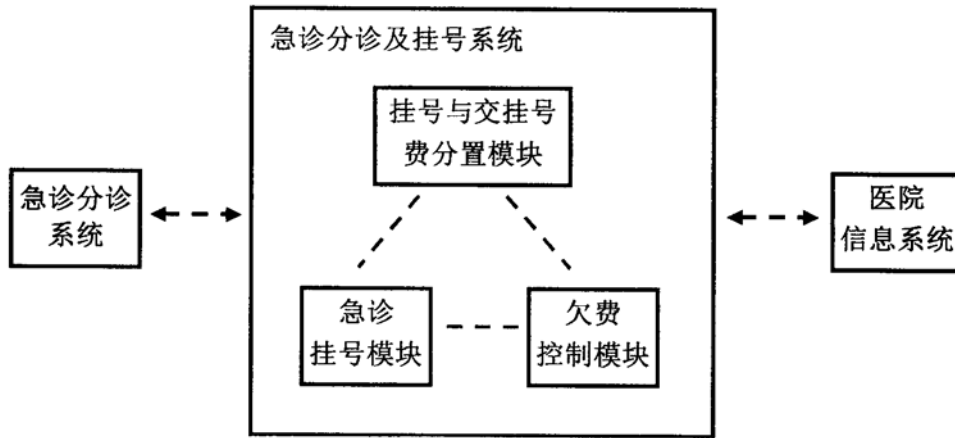 急诊分诊及挂号系统
挂号与交挂号
费分置模块
急诊分诊
系统
医院
信息系统
急诊
挂号模块
欠费
控制模块